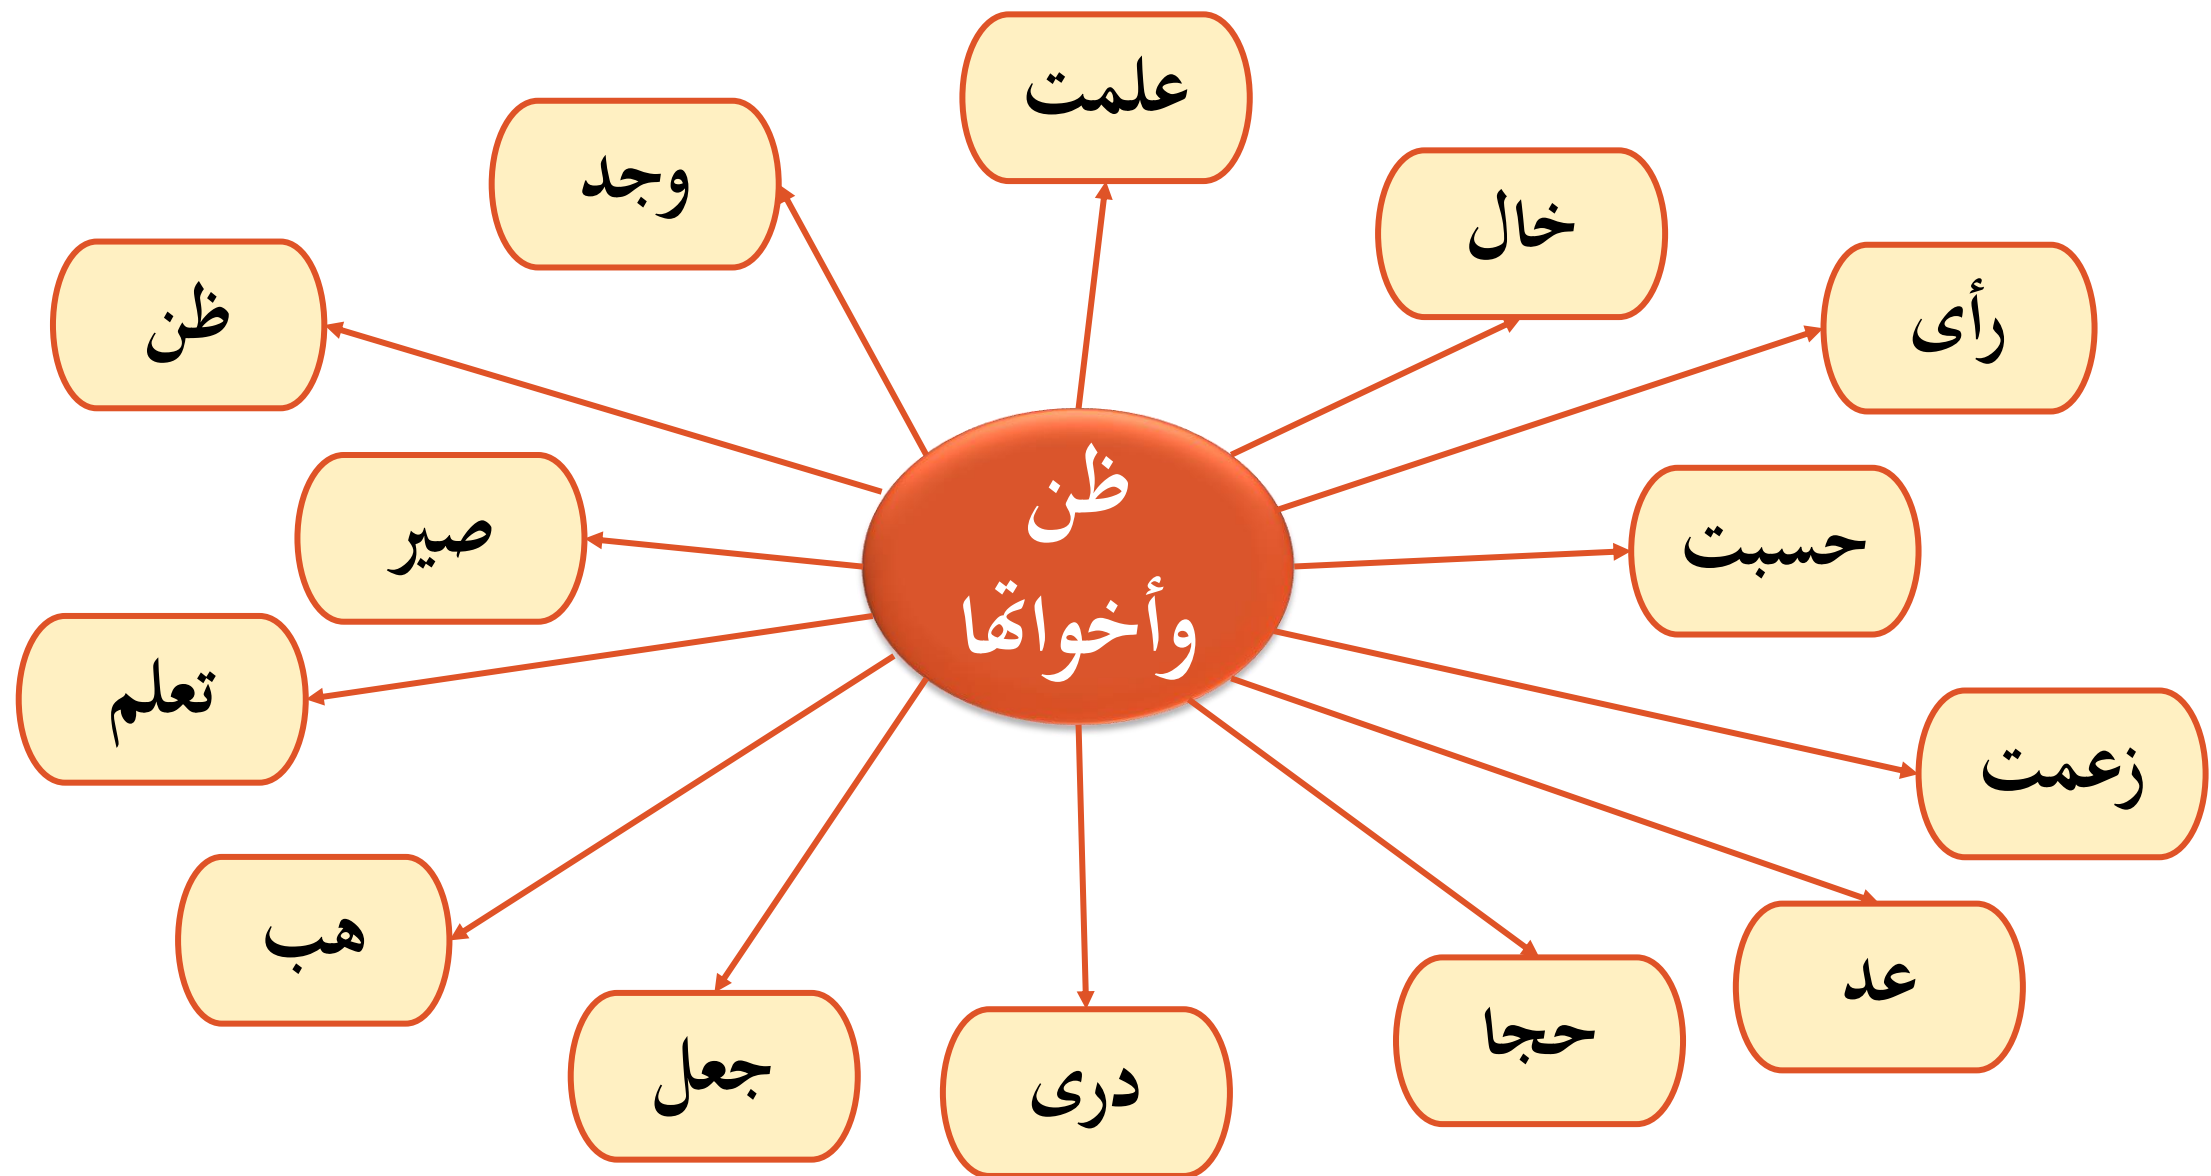 ظن
وأخواتها
علمت
خال
رأى
حسبت
زعمت
عد
حجا
درى
جعل
هب
تعلم
صير
ظن
وجد